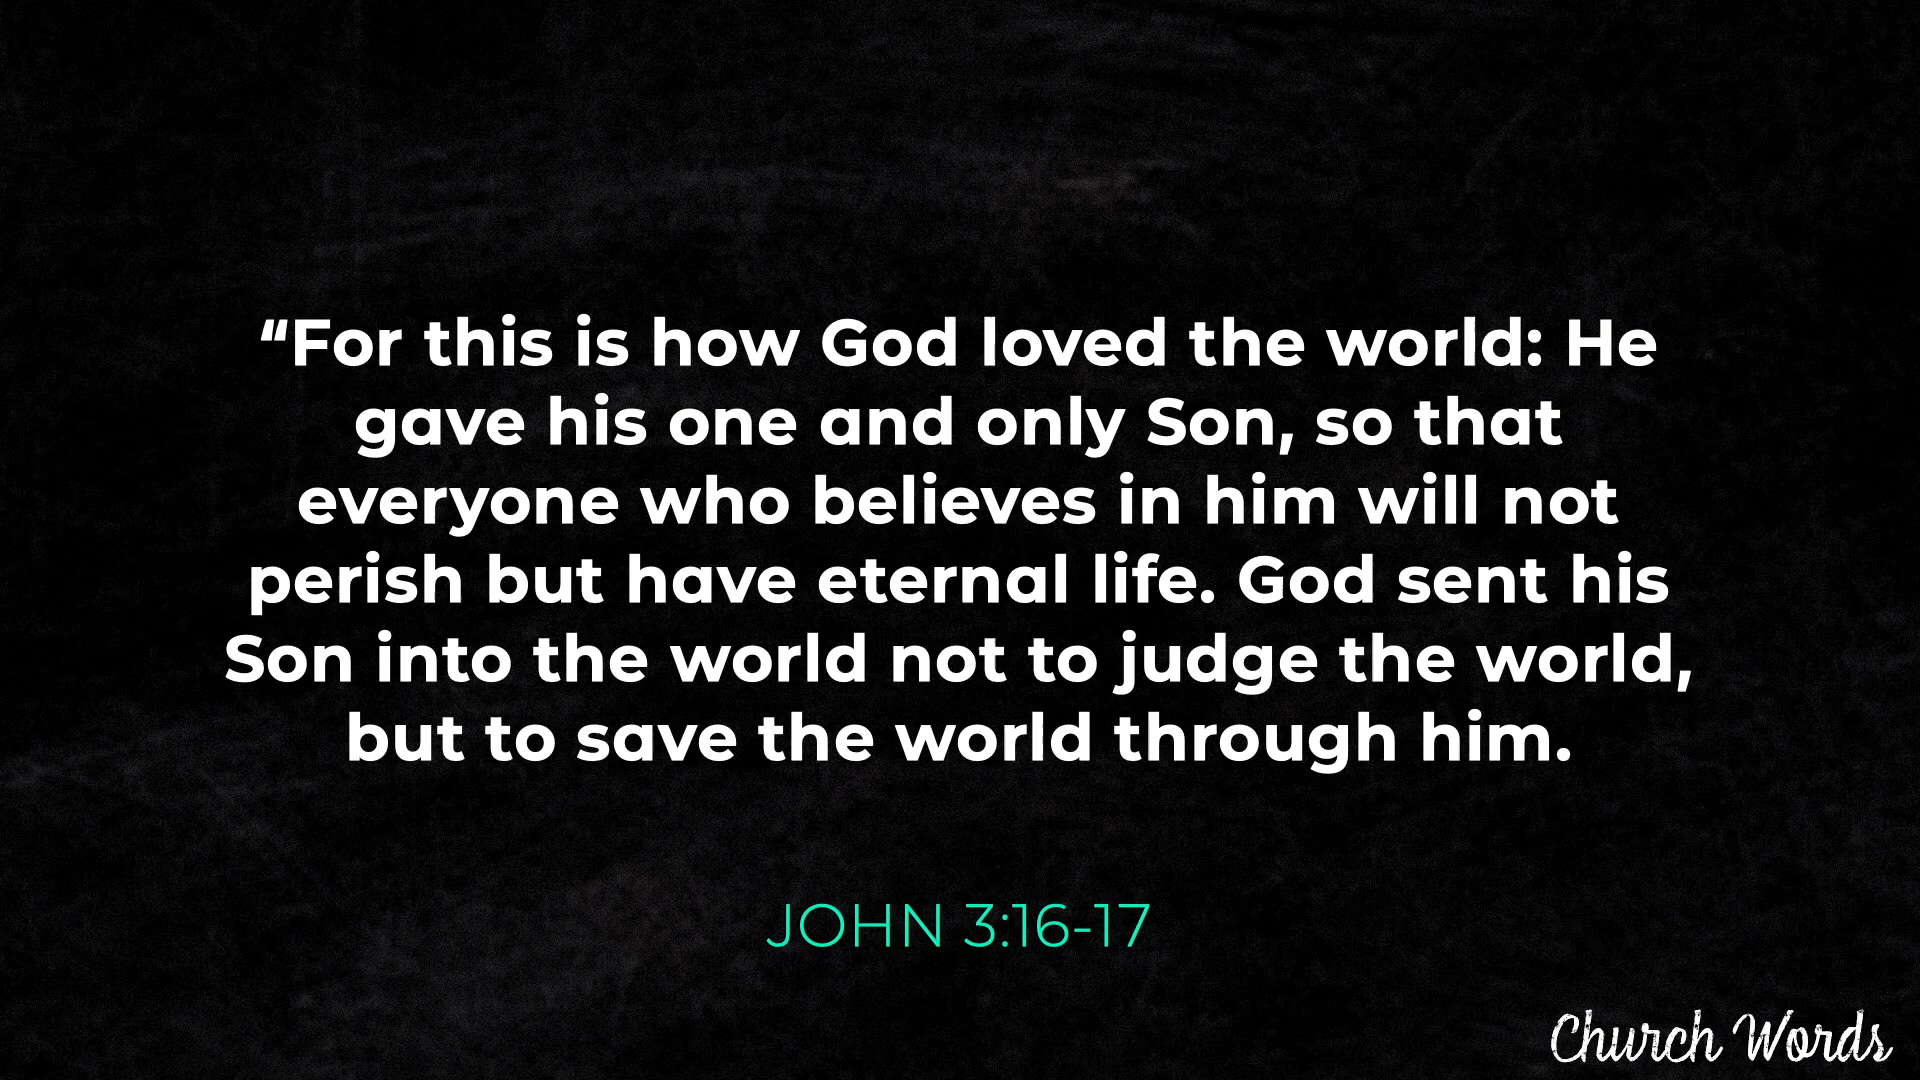 “For this is how God loved the world: He
gave his one and only Son, so that
everyone who believes in him will not
perish but have eternal life. God sent his
Son into the world not to judge the world,
but to save the world through him.
JOHN 3:16-17
Church Words